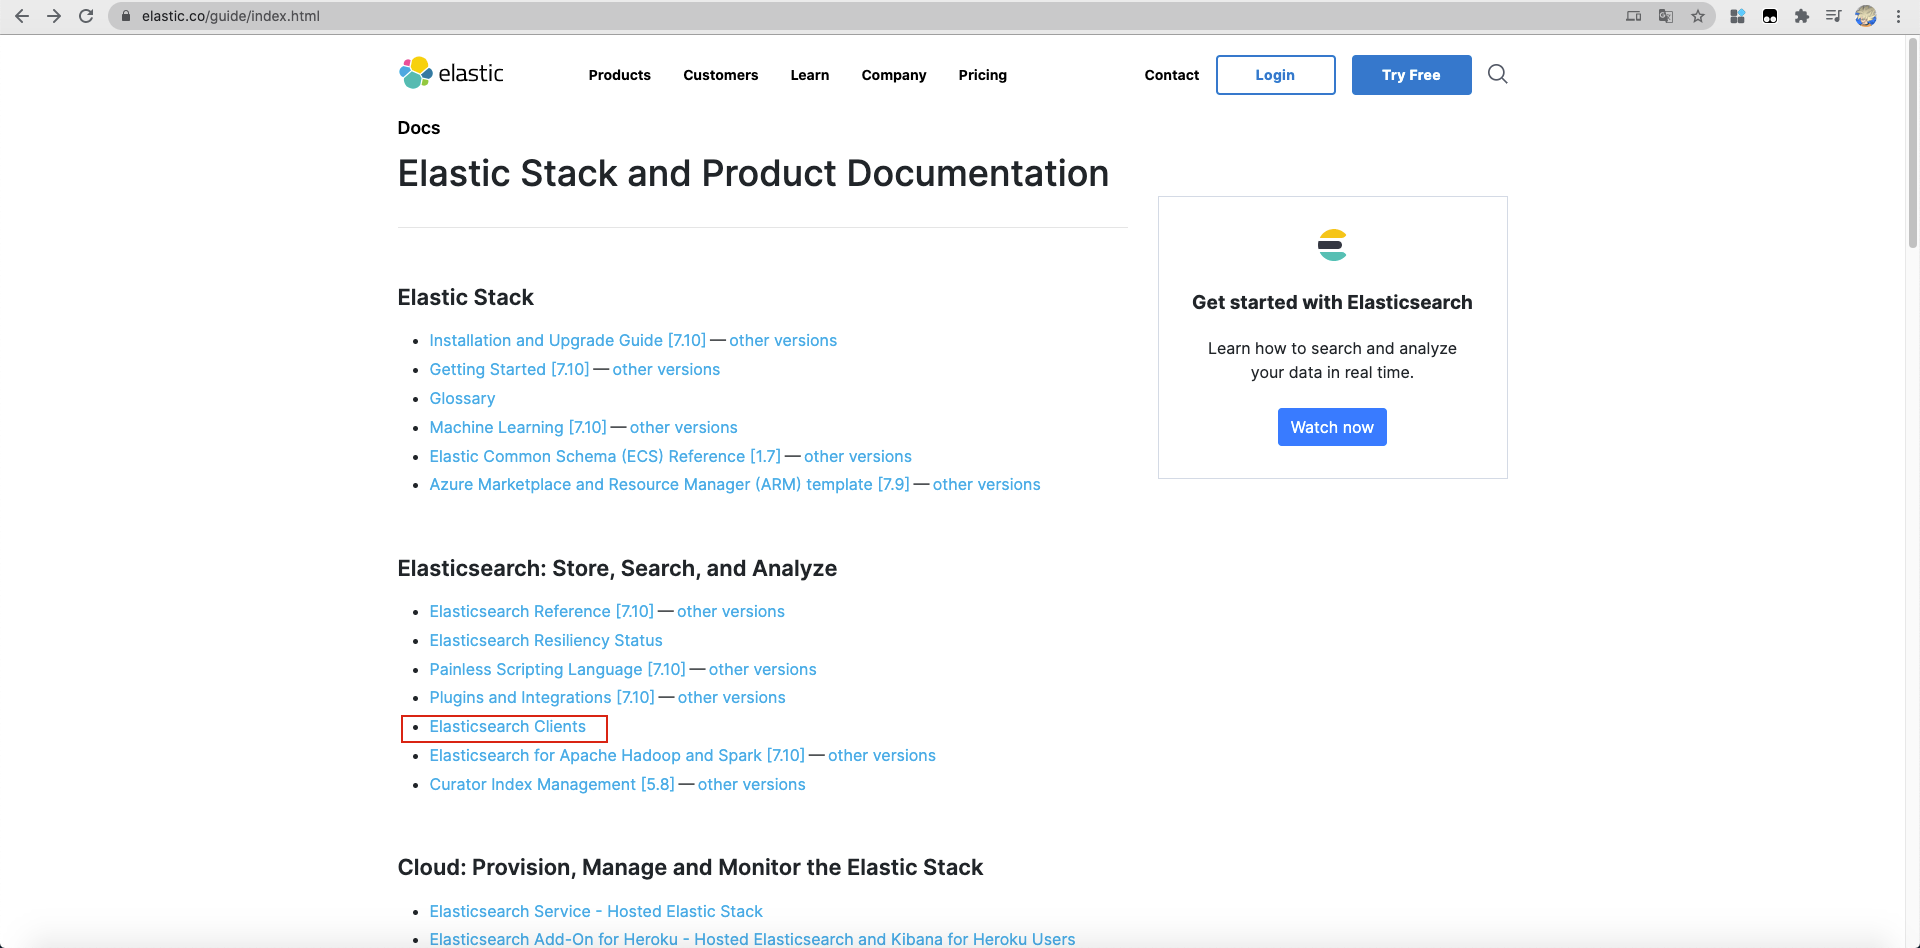 elastic.co/guide/index.html
elastic
Products Customers Learn Company Pricing Contact Login Try Free
Docs
Elastic Stack and Product Documentation
Elastic Stack
Installation and Upgrade Guide [7.10] — other versions
Getting Started [7.10] — other versions
Glossary
Machine Learning [7.10] — other versions
Elastic Common Schema (ECS) Reference [1.7] — other versions
Azure Marketplace and Resource Manager (ARM) template [7.9] — other versions
Get started with Elasticsearch
Learn how to search and analyze
your data in real time.
Watch now
Elasticsearch: Store, Search, and Analyze
Elasticsearch Reference [7.10] — other versions
Elasticsearch Resiliency Status
Painless Scripting Language [7.10] — other versions
Plugins and Integrations [7.10] — other versions
Elasticsearch Clients
Elasticsearch for Apache Hadoop and Spark [7.10] — other versions
Curator Index Management [5.8] — other versions
Cloud: Provision, Manage and Monitor the Elastic Stack
Elasticsearch Service - Hosted Elastic Stack
Elasticsearch Add-On for Heroku - Hosted Elasticsearch and Kibana for Heroku Users